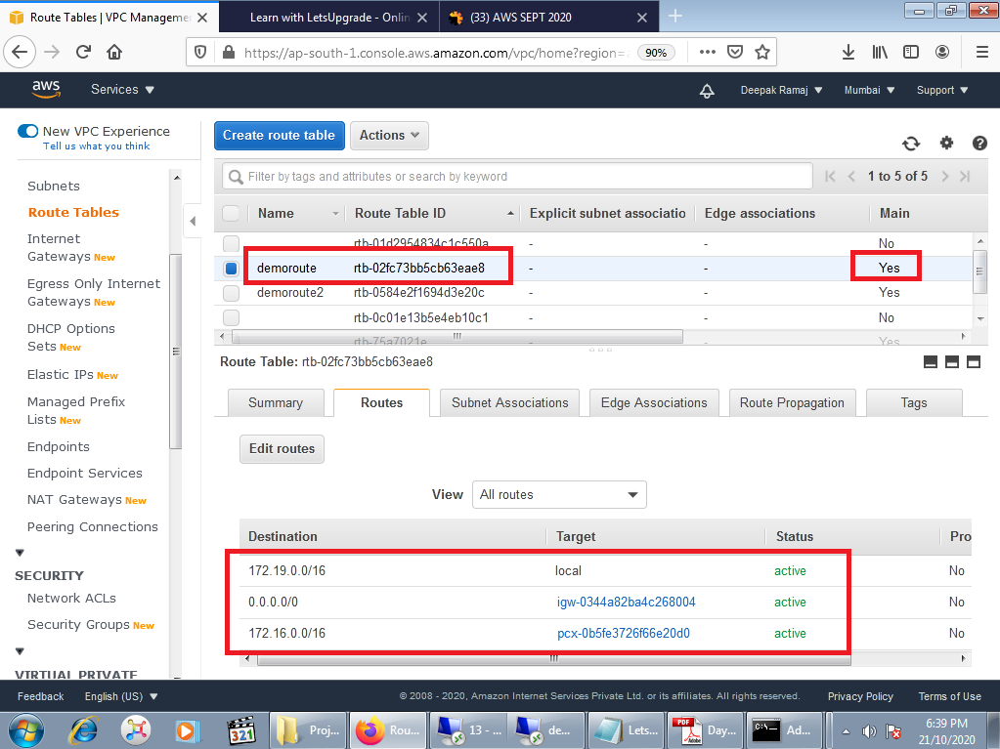 Route Tables | VPC Manageme
Learn with LetsUpgrade - Onlin
(33) AWS SEPT 2020
https://ap-south-1.console.aws.amazon.com/vpc/home?region=
90%
aws
Services
Deepak Ramaj
Mumbai
Support
New VPC Experience
Tell us what you think
Subnets
Route Tables
Internet
Gateways New
Egress Only Internet
Gateways New
DHCP Options
Sets New
Elastic IPs New
Managed Prefix
Lists New
Endpoints
Endpoint Services
NAT Gateways New
Peering Connections
SECURITY
Network ACLs
Security Groups New
VIRTUAL PRIVATE
Create route table
Actions
Filter by tags and attributes or search by keyword
1 to 5 of 5
Name Route Table ID Explicit subnet associatio Edge associations Main
rtb-01d2954834c1c550a - - No
demoroute rtb-02fc73bb5cb63eae8 - - Yes
demoroute2 rtb-0584e2f1694d3e20c - - Yes
rtb-0c01e13b5e4eb10c1 - - No
rtb-75a7021e - - Yes
Route Table: rtb-02fc73bb5cb63eae8
Summary Routes Subnet Associations Edge Associations Route Propagation Tags
Edit routes
View All routes
Destination Target Status Pro
172.19.0.0/16 local active No
0.0.0.0/0 igw-0344a82ba4c268004 active No
172.16.0.0/16 pcx-0b5fe3726f66e20d0 active No
Feedback English (US) © 2008 - 2020, Amazon Internet Services Private Ltd. or its affiliates. All rights reserved. Privacy Policy Terms of Use
321
Proj...
Rou...
13 - ...
de...
Lets...
PDF
Adobe
Day...
C:\
Ad...
6:39 PM
21/10/2020